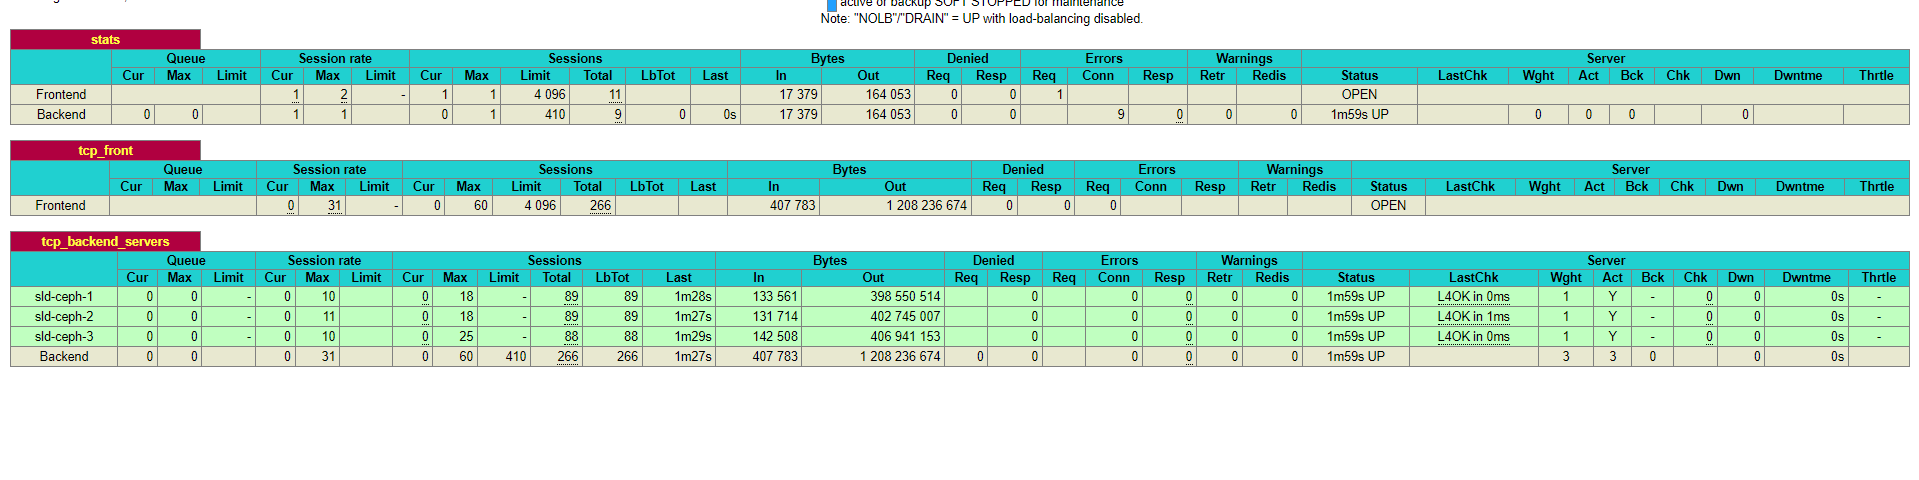 active or backup SOFT STOPPED for maintenance
Note: "NOLB"/"DRAIN" = UP with load-balancing disabled.
stats
Queue Session rate Sessions Bytes Denied Errors Warnings Server
Cur Max Limit Cur Max Limit Cur Max Limit Total LbTot Last In Out Req Resp Req Conn Resp Retr Redis Status LastChk Wght Act Bck Chk Dwn Dwntme Thrtle
Frontend 1 2 - 1 1 4 096 11 17 379 164 053 0 0 1 OPEN
Backend 0 0 1 1 0 1 410 9 0 0s 17 379 164 053 0 0 9 0 0 0 1m59s UP 0 0 0 0
tcp_front
Queue Session rate Sessions Bytes Denied Errors Warnings Server
Cur Max Limit Cur Max Limit Cur Max Limit Total LbTot Last In Out Req Resp Req Conn Resp Retr Redis Status LastChk Wght Act Bck Chk Dwn Dwntme Thrtle
Frontend 0 31 - 0 60 4 096 266 407 783 1 208 236 674 0 0 0 OPEN
tcp_backend_servers
Queue Session rate Sessions Bytes Denied Errors Warnings Server
Cur Max Limit Cur Max Limit Cur Max Limit Total LbTot Last In Out Req Resp Req Conn Resp Retr Redis Status LastChk Wght Act Bck Chk Dwn Dwntme Thrtle
sld-ceph-1 0 0 - 0 10 0 18 - 89 89 1m28s 133 561 398 550 514 0 0 0 0 0 1m59s UP L4OK in 0ms 1 Y - 0 0 0s -
sld-ceph-2 0 0 - 0 11 0 18 - 89 89 1m27s 131 714 402 745 007 0 0 0 0 0 1m59s UP L4OK in 1ms 1 Y - 0 0 0s -
sld-ceph-3 0 0 - 0 10 0 25 - 88 88 1m29s 142 508 406 941 153 0 0 0 0 0 1m59s UP L4OK in 0ms 1 Y - 0 0 0s -
Backend 0 0 0 31 0 60 410 266 266 1m27s 407 783 1 208 236 674 0 0 0 0 0 0 1m59s UP 3 3 0 0 0s